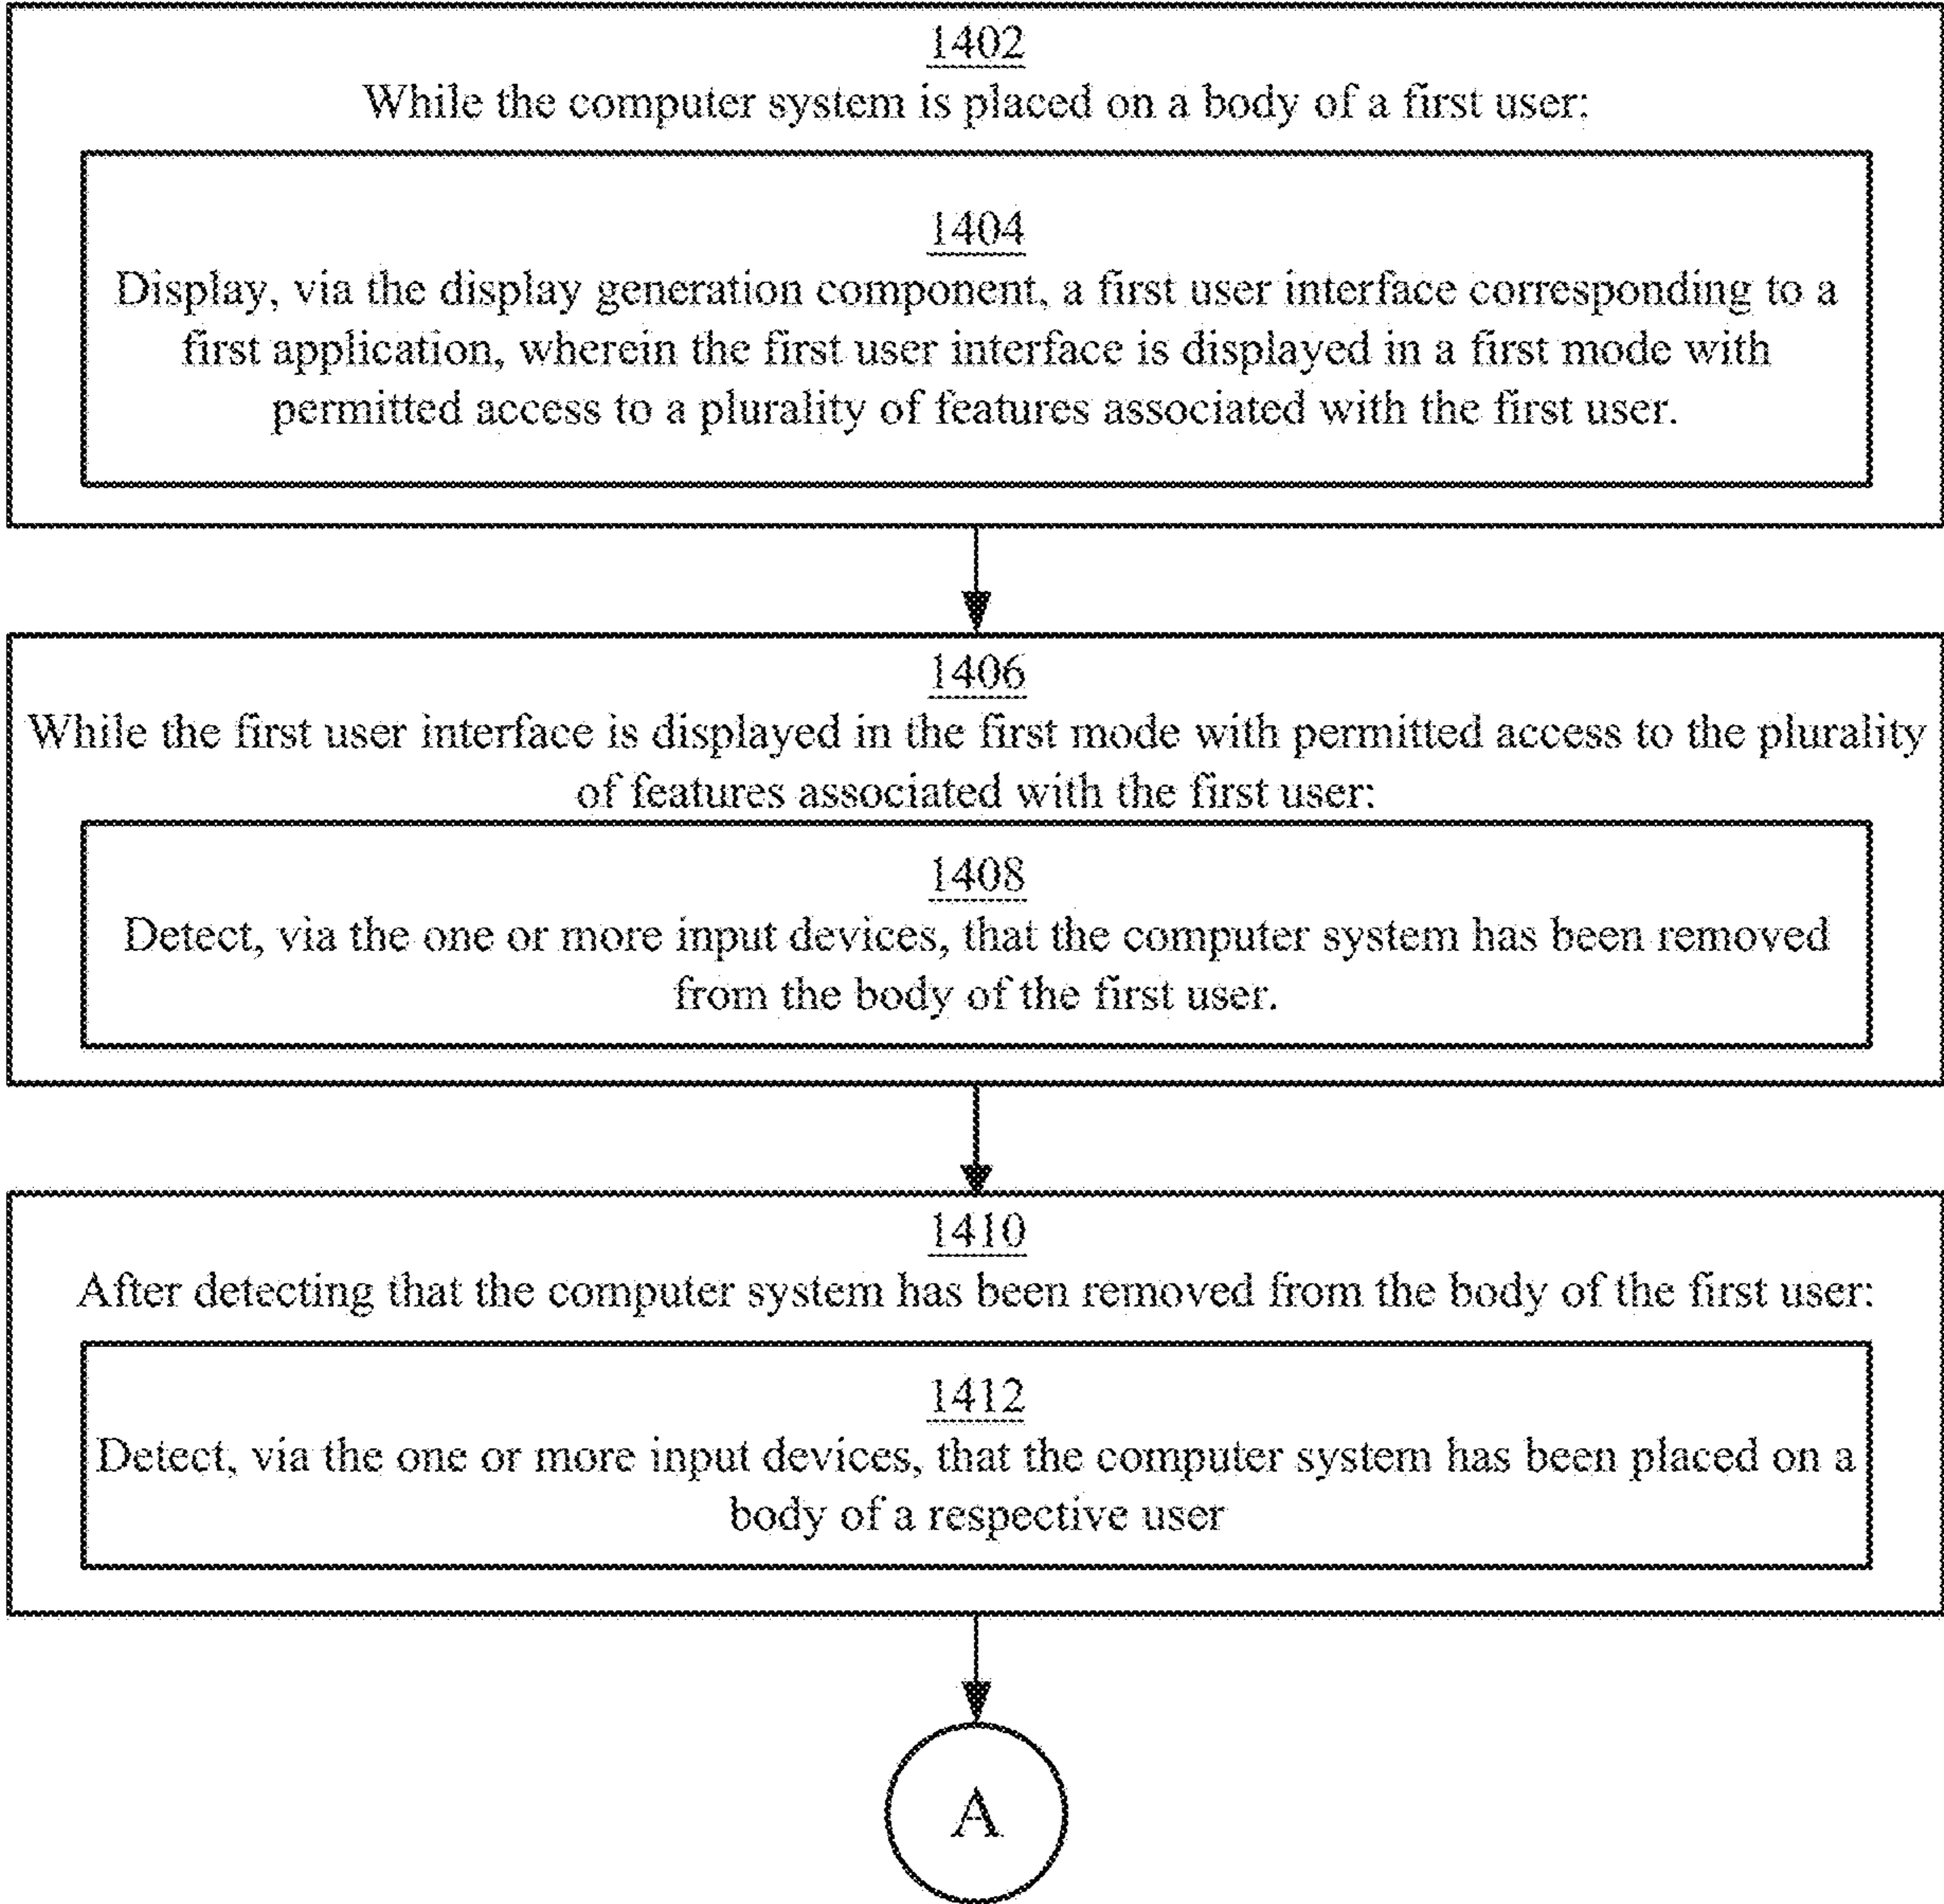 1402
While the computer system is placed on a body of a first user:
1404
Display, via the display generation component, a first user interface corresponding to a
first application, wherein the first user interface is displayed in a first mode with
permitted access to a plurality of features associated with the first user.
1406
While the first user interface is displayed in the first mode with permitted access to the plurality
of features associated with the first user:
1408
Detect, via the one or more input devices, that the computer system has been removed
from the body of the first user.
1410
After detecting that the computer system has been removed from the body of the first user:
1412
Detect, via the one or more input devices, that the computer system has been placed on a
body of a respective user
A